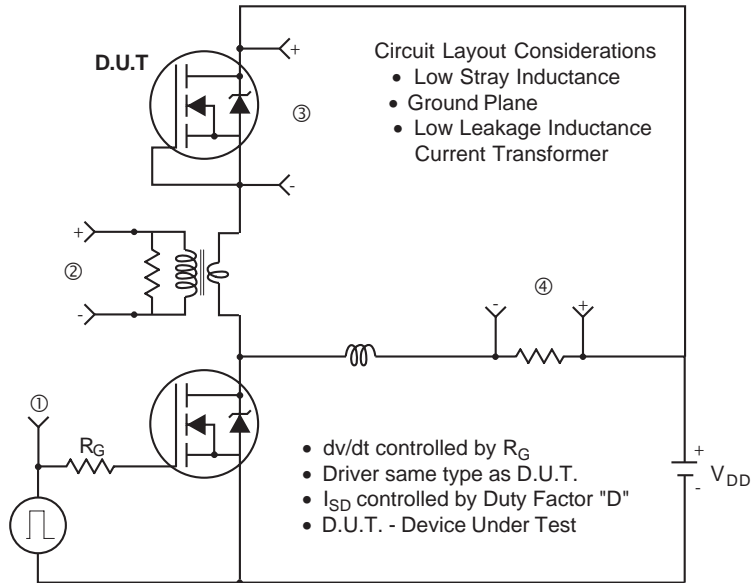 D.U.T
+
③
-
Circuit Layout Considerations
• Low Stray Inductance
• Ground Plane
• Low Leakage Inductance
Current Transformer
+
②
-
-
④
+
①
RG
• dv/dt controlled by RG
• Driver same type as D.U.T.
• ISD controlled by Duty Factor "D"
• D.U.T. - Device Under Test
+
VDD
-